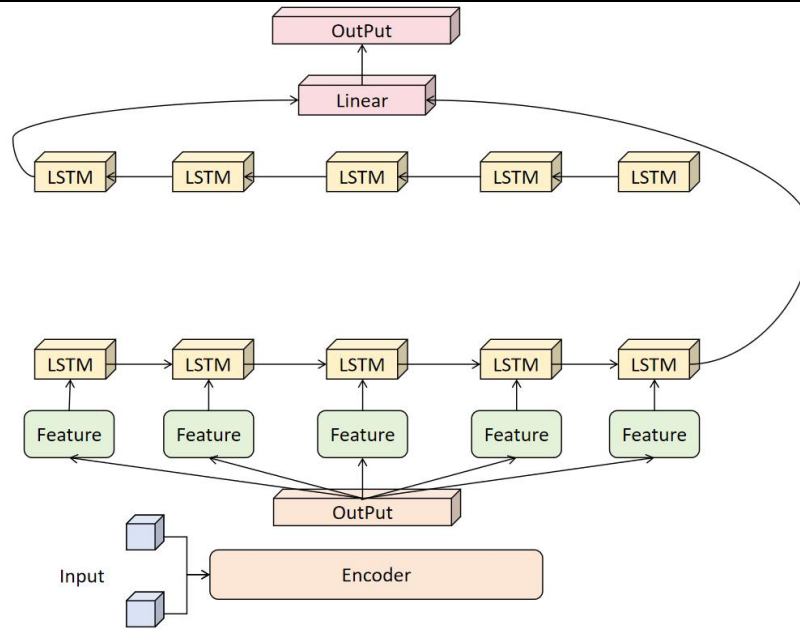 OutPut
Linear
LSTM LSTM LSTM LSTM LSTM
LSTM LSTM LSTM LSTM LSTM
Feature Feature Feature Feature Feature
OutPut
Input
Encoder